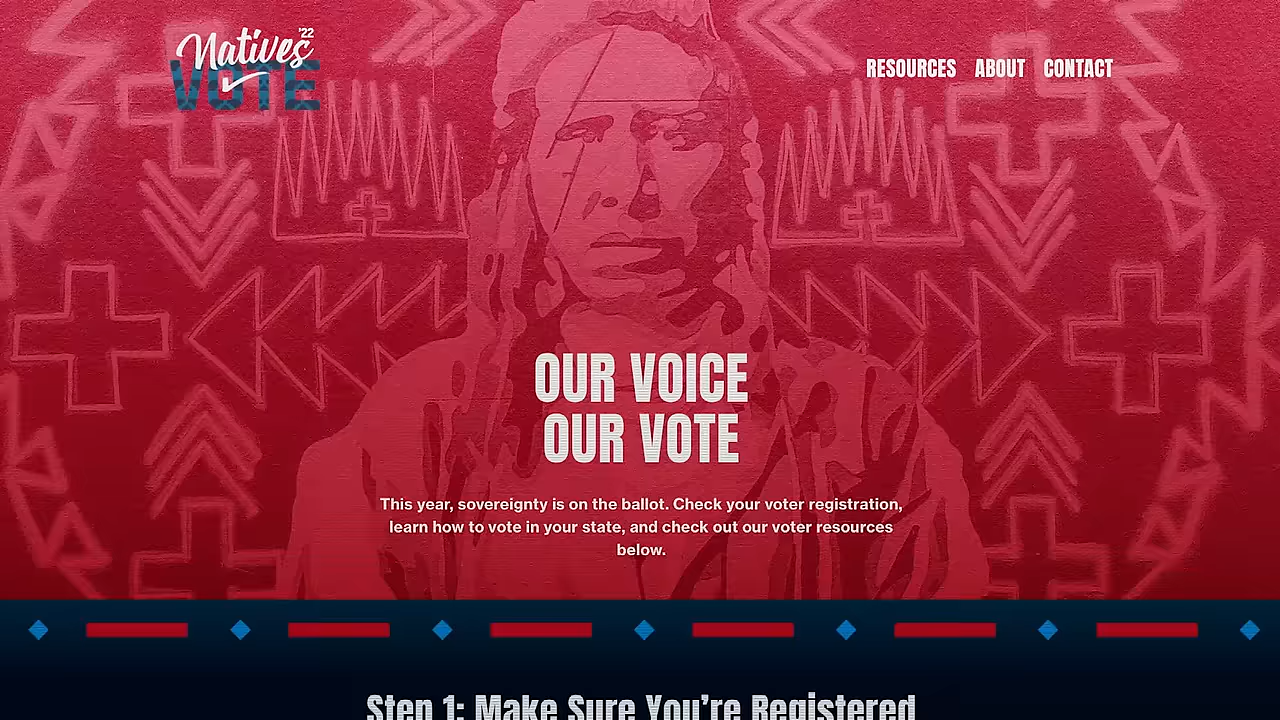 Natives '22
VOTE
RESOURCES ABOUT CONTACT
OUR VOICE
OUR VOTE
This year, sovereignty is on the ballot. Check your voter registration,
learn how to vote in your state, and check out our voter resources
below.
Step 1: Make Sure You’re Registered